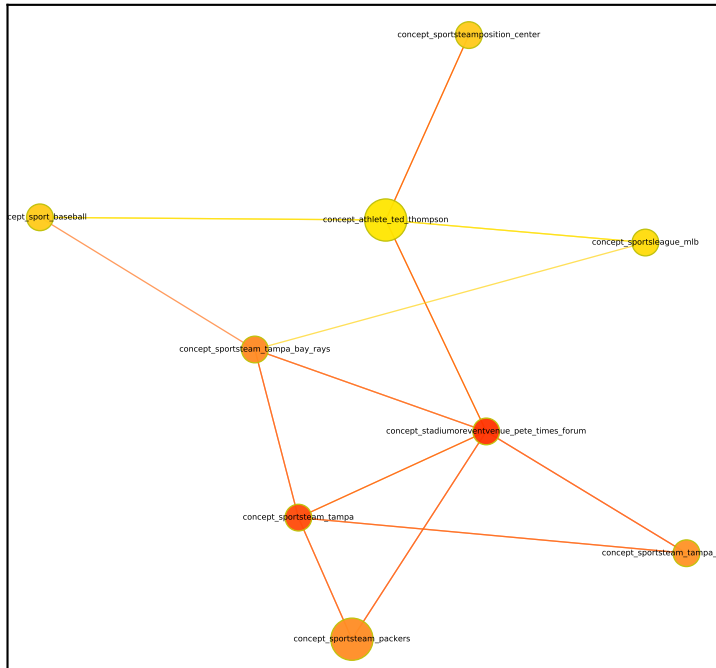 concept_sportsteamposition_center
cept_sport_baseball
concept_athlete_ted_thompson
concept_sportsleague_mlb
concept_sportsteam_tampa_bay_rays
concept_stadiumoreventvenue_pete_times_forum
concept_sportsteam_tampa
concept_sportsteam_tampa_
concept_sportsteam_packers